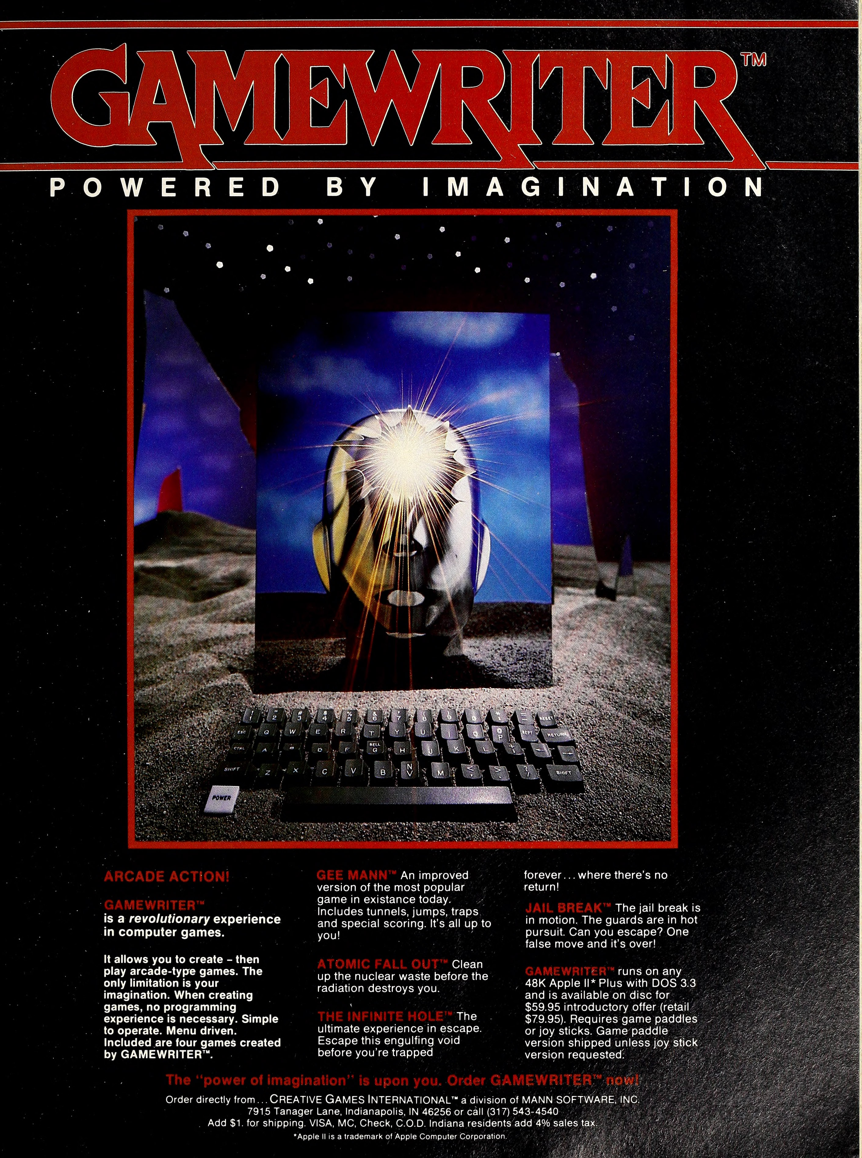 GAMEWRITER™
POWERED BY IMAGINATION
POWER
ARCADE ACTION!
GAMEWRITER™
is a revolutionary experience
in computer games.
It allows you to create – then
play arcade-type games. The
only limitation is your
imagination. When creating
games, no programming
experience is necessary. Simple
to operate. Menu driven.
Included are four games created
by GAMEWRITER™.
GEE MANN™ An improved
version of the most popular
game in existance today.
Includes tunnels, jumps, traps
and special scoring. It's all up to
you!
ATOMIC FALL OUT™ Clean
up the nuclear waste before the
radiation destroys you.
THE INFINITE HOLE™ The
ultimate experience in escape.
Escape this engulfing void
before you're trapped
forever... where there's no
return!
JAIL BREAK™ The jail break is
in motion. The guards are in hot
pursuit. Can you escape? One
false move and it's over!
GAMEWRITER™ runs on any
48K Apple II* Plus with DOS 3.3
and is available on disc for
$59.95 introductory offer (retail
$79.95). Requires game paddles
or joy sticks. Game paddle
version shipped unless joy stick
version requested.
The "power of imagination" is upon you. Order GAMEWRITER™ now!
Order directly from... CREATIVE GAMES INTERNATIONAL™ a division of MANN SOFTWARE, INC.
7915 Tanager Lane, Indianapolis, IN 46256 or call (317) 543-4540
Add $1. for shipping. VISA, MC, Check, C.O.D. Indiana residents add 4% sales tax.
*Apple II is a trademark of Apple Computer Corporation.